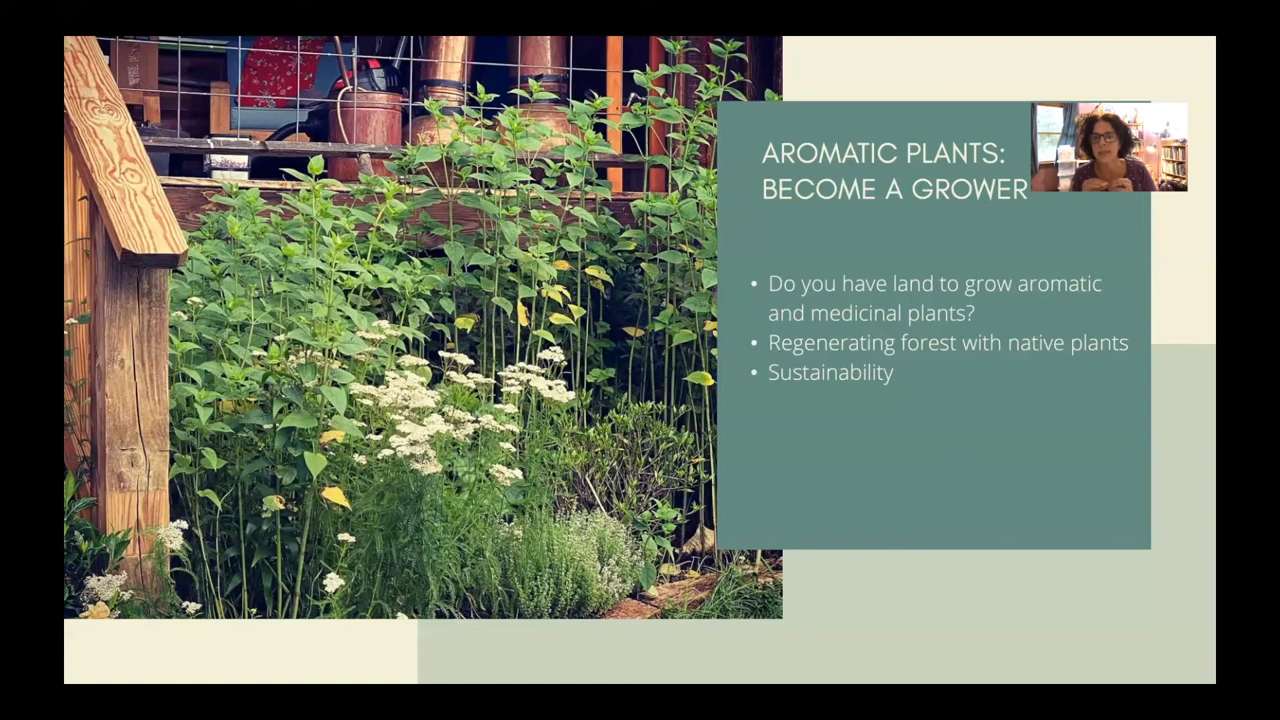 AROMATIC PLANTS:
BECOME A GROWER
• Do you have land to grow aromatic
and medicinal plants?
• Regenerating forest with native plants
• Sustainability